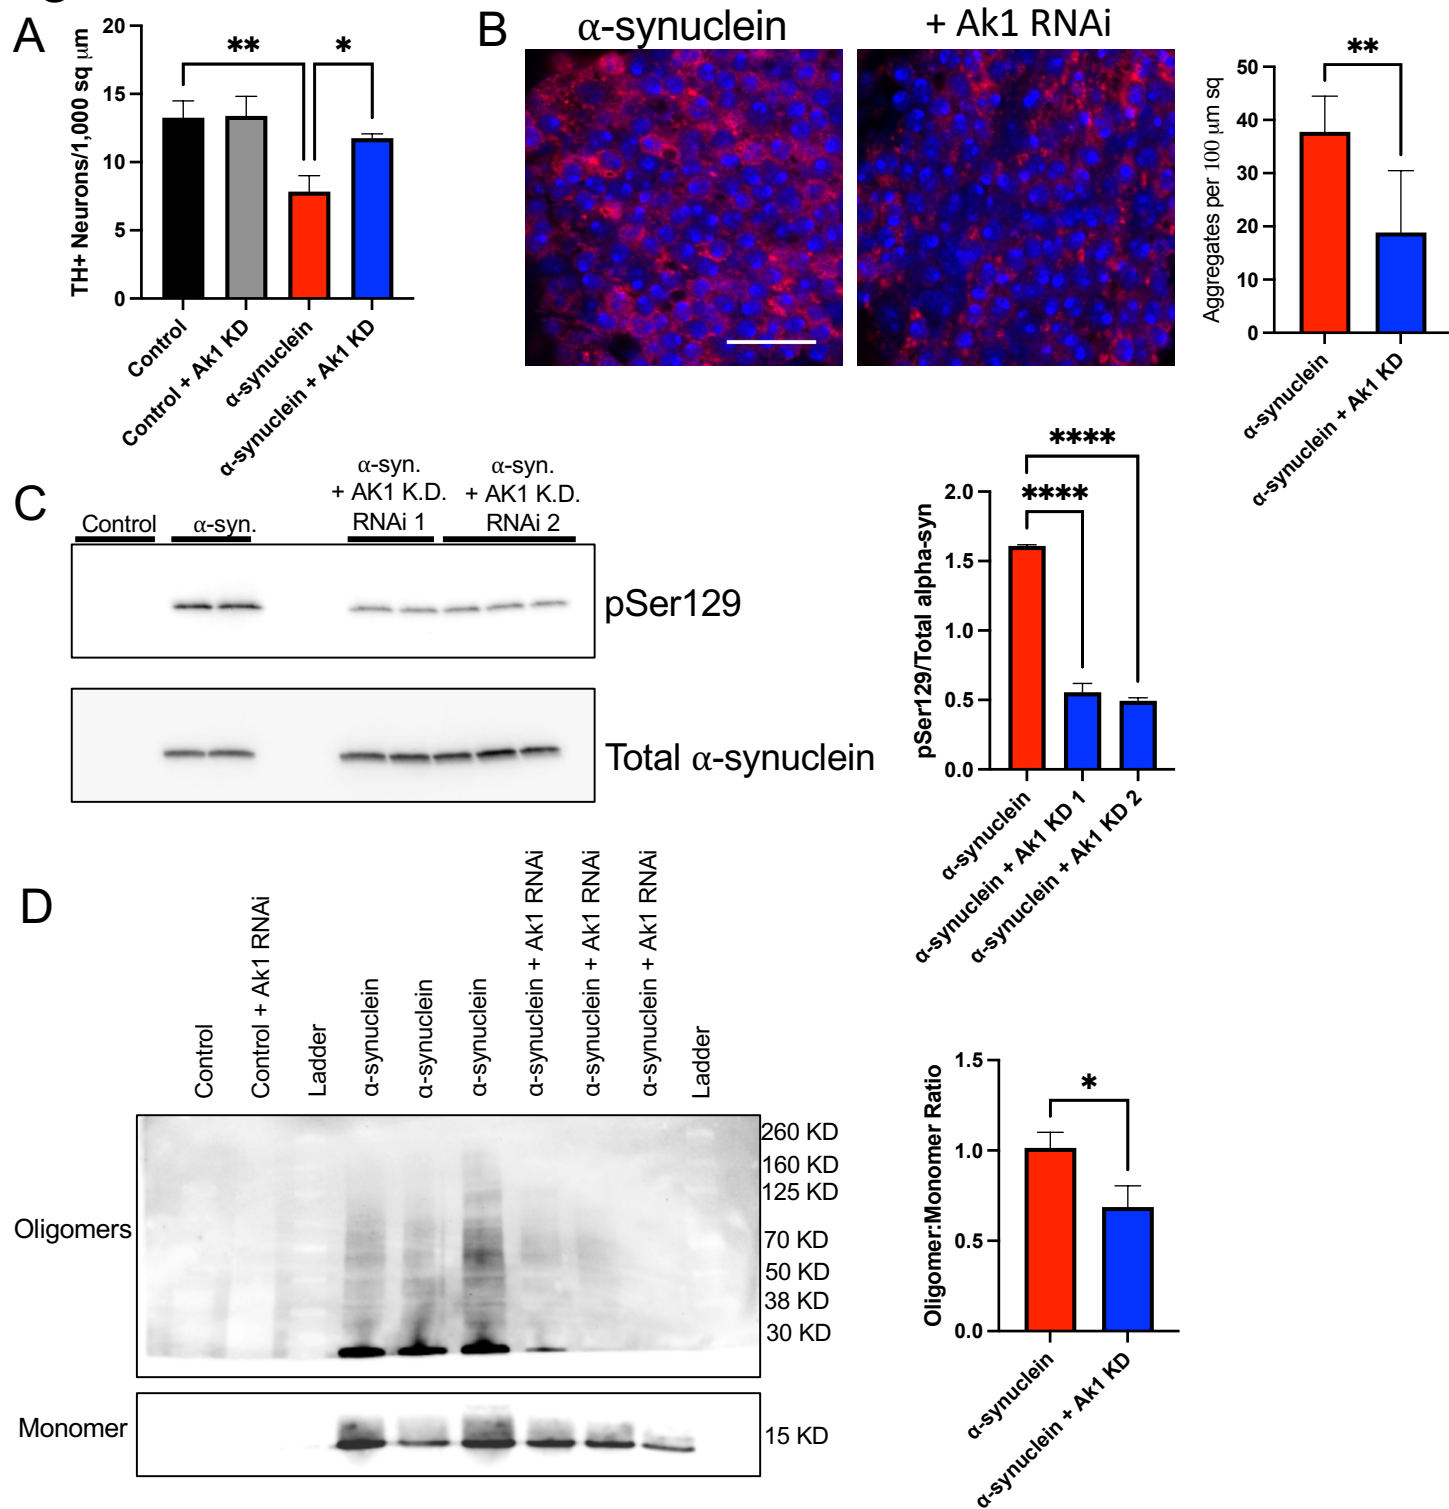 A
TH+ Neurons/1,000 sq μm
20
15
10
5
0
**
*
Control
Control + Ak1 KD
α-synuclein
α-synuclein + Ak1 KD
B
α-synuclein
+ Ak1 RNAi
Aggregates per 100 μm sq
50
40
30
20
10
0
**
α-synuclein
α-synuclein + Ak1 KD
C
Control
α-syn.
α-syn.
+ AK1 K.D.
RNAi 1
α-syn.
+ AK1 K.D.
RNAi 2
pSer129
Total α-synuclein
pSer129/Total alpha-syn
2.0
1.5
1.0
0.5
0.0
****
****
α-synuclein
α-synuclein + Ak1 KD 1
α-synuclein + Ak1 KD 2
D
Control
Control + Ak1 RNAi
Ladder
α-synuclein
α-synuclein
α-synuclein
α-synuclein + Ak1 RNAi
α-synuclein + Ak1 RNAi
α-synuclein + Ak1 RNAi
Ladder
Oligomers
260 KD
160 KD
125 KD
70 KD
50 KD
38 KD
30 KD
Monomer
15 KD
Oligomer:Monomer Ratio
1.5
1.0
0.5
0.0
*
α-synuclein
α-synuclein + Ak1 KD